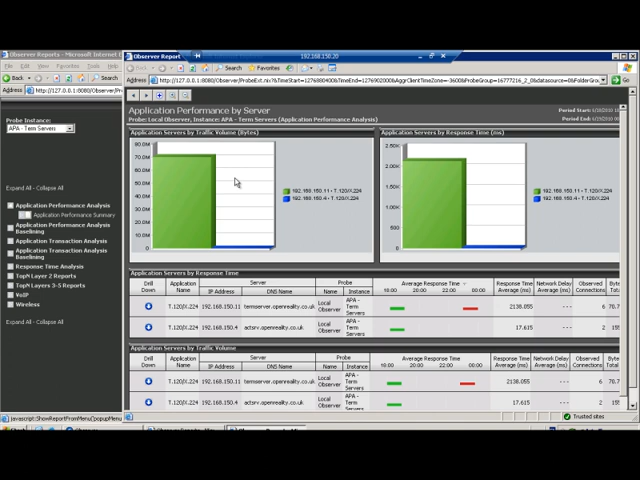 Observer Reports - Microsoft Internet E
Observer Report
192.168.150.20
File Edit View Favorites Tools Help
Back Search
Search Favorites
Address http://127.0.0.1:8080/Observer/
Application Performance by Server
Probe: Local Observer, Instance: APA - Term Servers (Application Performance Analysis)
Period Start:
Period End:
Probe Instance:
APA - Term Servers
Expand All - Collapse All
Application Performance Analysis
Application Performance Summary
Application Performance Analysis
Baselining
Application Transaction Analysis
Application Transaction Analysis
Baselining
Response Time Analysis
TopN Layer 2 Reports
TopN Layers 3-5 Reports
VoIP
Wireless
Expand All - Collapse All
Application Servers by Traffic Volume (Bytes)
80.0M
70.0M
60.0M
50.0M
40.0M
30.0M
20.0M
10.0M
0
192.168.150.11 - T.120/X.224
192.168.150.4 - T.120/X.224
Application Servers by Response Time (ms)
2.50K
2.00K
1.50K
1.00K
0
192.168.150.11 - T.120/X.224
192.168.150.4 - T.120/X.224
Application Servers by Response Time
Drill Down Application Name Server IP Address DNS Name Probe Name Instance Average Response Time 18:00 20:00 22:00 00:00 Response Time Average (ms) Network Delay Average (ms) Observed Connections
T.120/X.224 192.168.150.11 termserver.openreality.co.uk Local Observer APA - Term Servers 2138.055 --- 6
T.120/X.224 192.168.150.4 actsrv.openreality.co.uk Local Observer APA - Term Servers 17.615 --- 2
Application Servers by Traffic Volume
Drill Down Application Name Server IP Address DNS Name Probe Name Instance Average Response Time 18:00 20:00 22:00 00:00 Response Time Average (ms) Network Delay Average (ms) Observed Connections
T.120/X.224 192.168.150.11 termserver.openreality.co.uk Local Observer APA - Term Servers 2138.055 --- 6
T.120/X.224 192.168.150.4 actsrv.openreality.co.uk Local Observer APA - Term Servers 17.615 --- 2
javascript:ShowReportFromMenu(popupMenu
Trusted sites